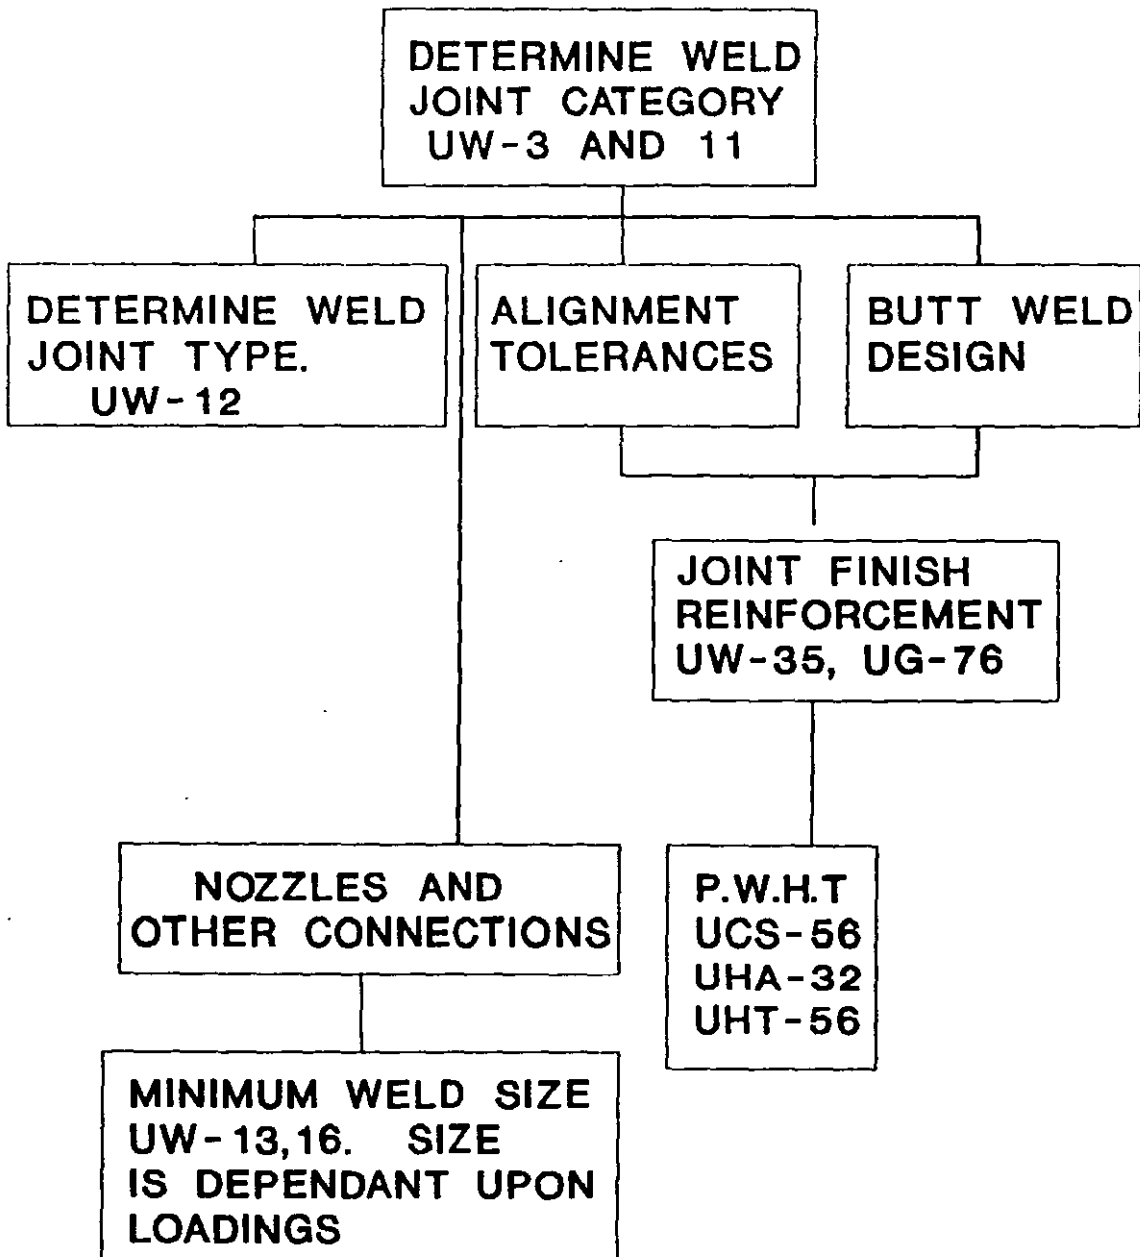 DETERMINE WELD
JOINT CATEGORY
UW-3 AND 11
DETERMINE WELD
JOINT TYPE.
UW-12
ALIGNMENT
TOLERANCES
BUTT WELD
DESIGN
JOINT FINISH
REINFORCEMENT
UW-35, UG-76
NOZZLES AND
OTHER CONNECTIONS
P.W.H.T
UCS-56
UHA-32
UHT-56
MINIMUM WELD SIZE
UW-13,16. SIZE
IS DEPENDANT UPON
LOADINGS